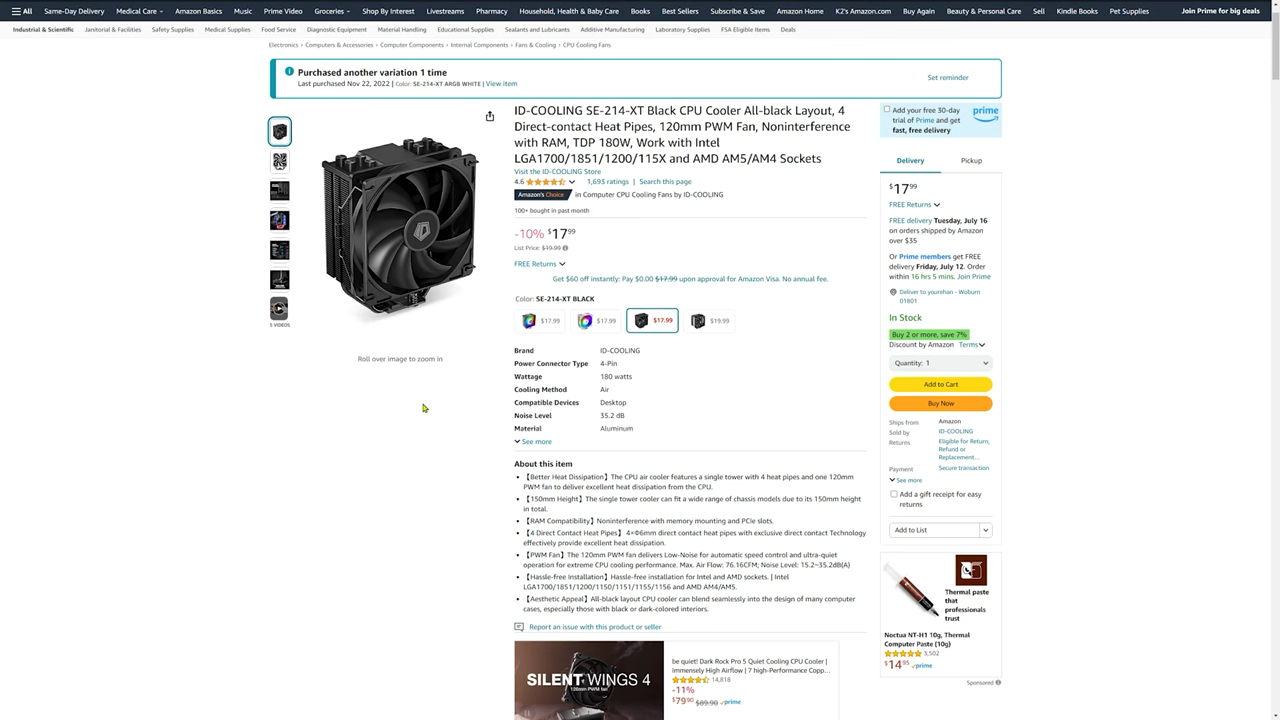 All Same-Day Delivery Medical Care Amazon Basics Music Prime Video Groceries Shop By Interest Livestreams Pharmacy Household, Health & Baby Care Books Best Sellers Subscribe & Save Amazon Home K2's Amazon.com Buy Again Beauty & Personal Care Sell Kindle Books Pet Supplies Join Prime for big deals
Industrial & Scientific Janitorial & Facilities Safety Supplies Medical Supplies Food Service Diagnostic Equipment Material Handling Educational Supplies Sealants and Lubricants Additive Manufacturing Laboratory Supplies FSA Eligible Items Deals
Electronics › Computers & Accessories › Computer Components › Internal Components › Fans & Cooling › CPU Cooling Fans
Purchased another variation 1 time
Last purchased Nov 22, 2022 | Color: SE-214-XT ARGB WHITE | View item
Set reminder
5 VIDEOS
Roll over image to zoom in
ID-COOLING SE-214-XT Black CPU Cooler All-black Layout, 4
Direct-contact Heat Pipes, 120mm PWM Fan, Noninterference
with RAM, TDP 180W, Work with Intel
LGA1700/1851/1200/115X and AMD AM5/AM4 Sockets
Visit the ID-COOLING Store
4.6 1,693 ratings | Search this page
Amazon's Choice in Computer CPU Cooling Fans by ID-COOLING
100+ bought in past month
-10% $17 99
List Price: $19.90
FREE Returns
Get $60 off instantly: Pay $0.00 $17.99 upon approval for Amazon Visa. No annual fee.
Color: SE-214-XT BLACK
$17.99 $17.99 $17.99 $19.99
Brand ID-COOLING
Power Connector Type 4-Pin
Wattage 180 watts
Cooling Method Air
Compatible Devices Desktop
Noise Level 35.2 dB
Material Aluminum
See more
About this item
• 【Better Heat Dissipation】The CPU air cooler features a single tower with 4 heat pipes and one 120mm
PWM fan to deliver excellent heat dissipation from the CPU.
• 【150mm Height】The single tower cooler can fit a wide range of chassis models due to its 150mm height
in total.
• 【RAM Compatibility】Noninterference with memory mounting and PCIe slots.
• 【4 Direct Contact Heat Pipes】 4×Φ6mm direct contact heat pipes with exclusive direct contact Technology
effectively provide excellent heat dissipation.
• 【PWM Fan】The 120mm PWM fan delivers Low-Noise for automatic speed control and ultra-quiet
operation for extreme CPU cooling performance. Max. Air Flow: 76.16CFM; Noise Level: 15.2~35.2dB(A)
• 【Hassle-free Installation】Hassle-free installation for Intel and AMD sockets. | Intel
LGA1700/1851/1200/1150/1151/1155/1156 and AMD AM4/AM5.
• 【Aesthetic Appeal】All-black layout CPU cooler can blend seamlessly into the design of many computer
cases, especially those with black or dark-colored interiors.
Report an issue with this product or seller
SILENT WINGS 4
120mm PWM fan
be quiet! Dark Rock Pro 5 Quiet Cooling CPU Cooler |
Immensely High Airflow | 7 high-Performance Copp...
14,818
-11%
$79 90 $89.90 prime
Add your free 30-day
trial of Prime and get
fast, free delivery
prime
Delivery Pickup
$17 99
FREE Returns
FREE delivery Tuesday, July 16
on orders shipped by Amazon
over $35
Or Prime members get FREE
delivery Friday, July 12. Order
within 16 hrs 5 mins. Join Prime
Deliver to yourehan - Woburn
01801
In Stock
Buy 2 or more, save 7%
Discount by Amazon Terms
Quantity: 1
Add to Cart
Buy Now
Ships from Amazon
Sold by ID-COOLING
Returns Eligible for Return,
Refund or
Replacement...
Payment Secure transaction
See more
Add a gift receipt for easy
returns
Add to List
Thermal paste
that
professionals
trust
Noctua NT-H1 10g, Thermal
Computer Paste (10g)
3,502
$14 95 prime
Sponsored